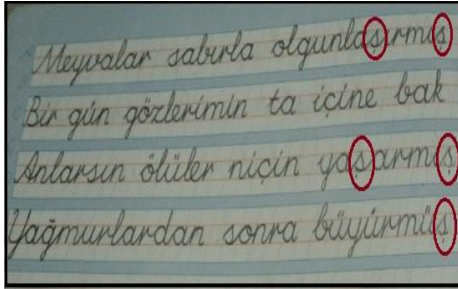 Meyvalar sabırla olgunlaşırmış
Bir gün gözlerimin ta içine bak
Anlarsın ölüler niçin yaşarmış
Yağmurlardan sonra büyürmüş